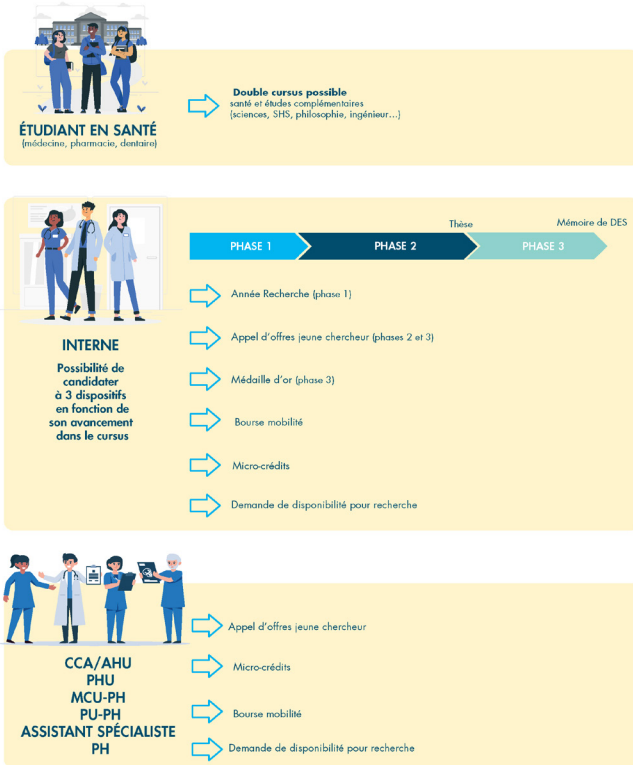 Double cursus possible
santé et études complémentaires
(sciences, SHS, philosophie, ingénieur...)
ÉTUDIANT EN SANTÉ
(médecine, pharmacie, dentaire)
Thèse
Mémoire de DES
PHASE 1
PHASE 2
PHASE 3
Année Recherche (phase 1)
Appel d'offres jeune chercheur (phases 2 et 3)
INTERNE
Possibilité de
candidater
à 3 dispositifs
en fonction de
son avancement
dans le cursus
Médaille d'or (phase 3)
Bourse mobilité
Micro-crédits
Demande de disponibilité pour recherche
Appel d'offres jeune chercheur
CCA/AHU
PHU
MCU-PH
PU-PH
ASSISTANT SPÉCIALISTE
PH
Micro-crédits
Bourse mobilité
Demande de disponibilité pour recherche